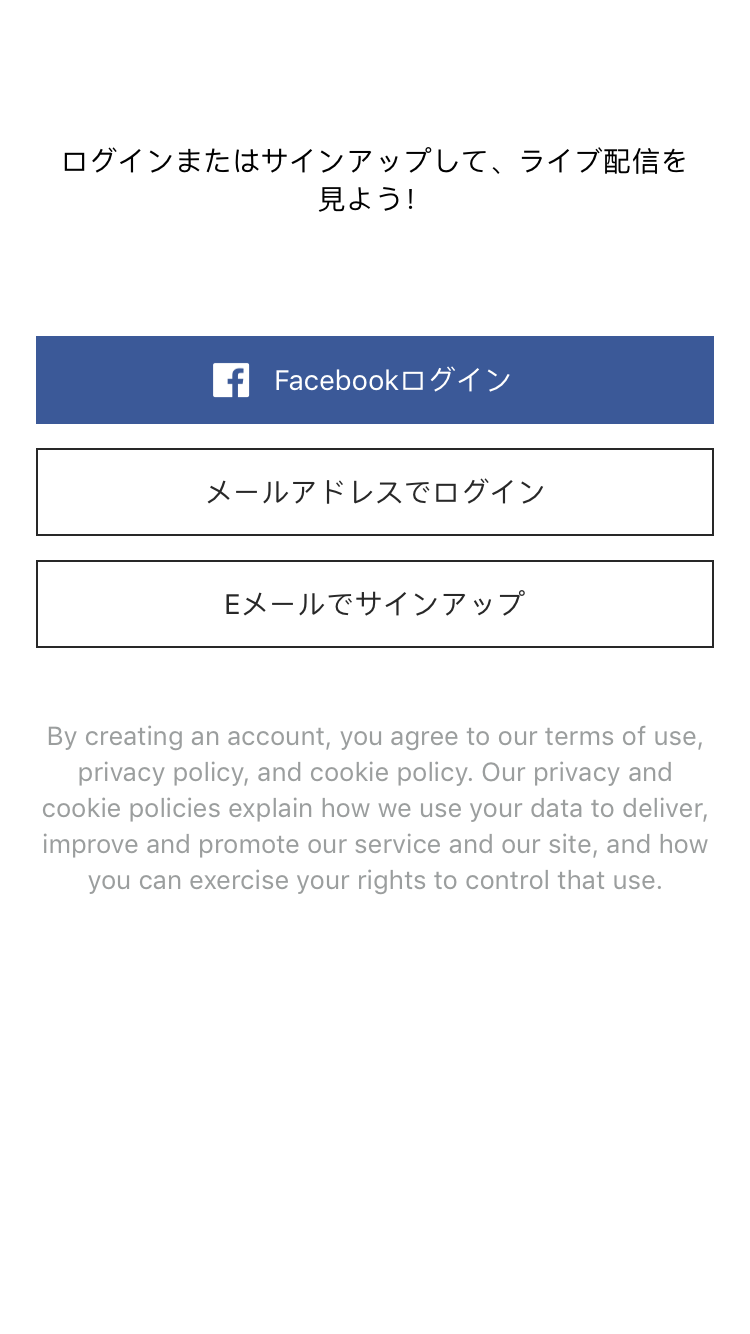 ログインまたはサインアップして、ライブ配信を
見よう!
Facebookログイン
メールアドレスでログイン
Eメールでサインアップ
By creating an account, you agree to our terms of use,
privacy policy, and cookie policy. Our privacy and
cookie policies explain how we use your data to deliver,
improve and promote our service and our site, and how
you can exercise your rights to control that use.